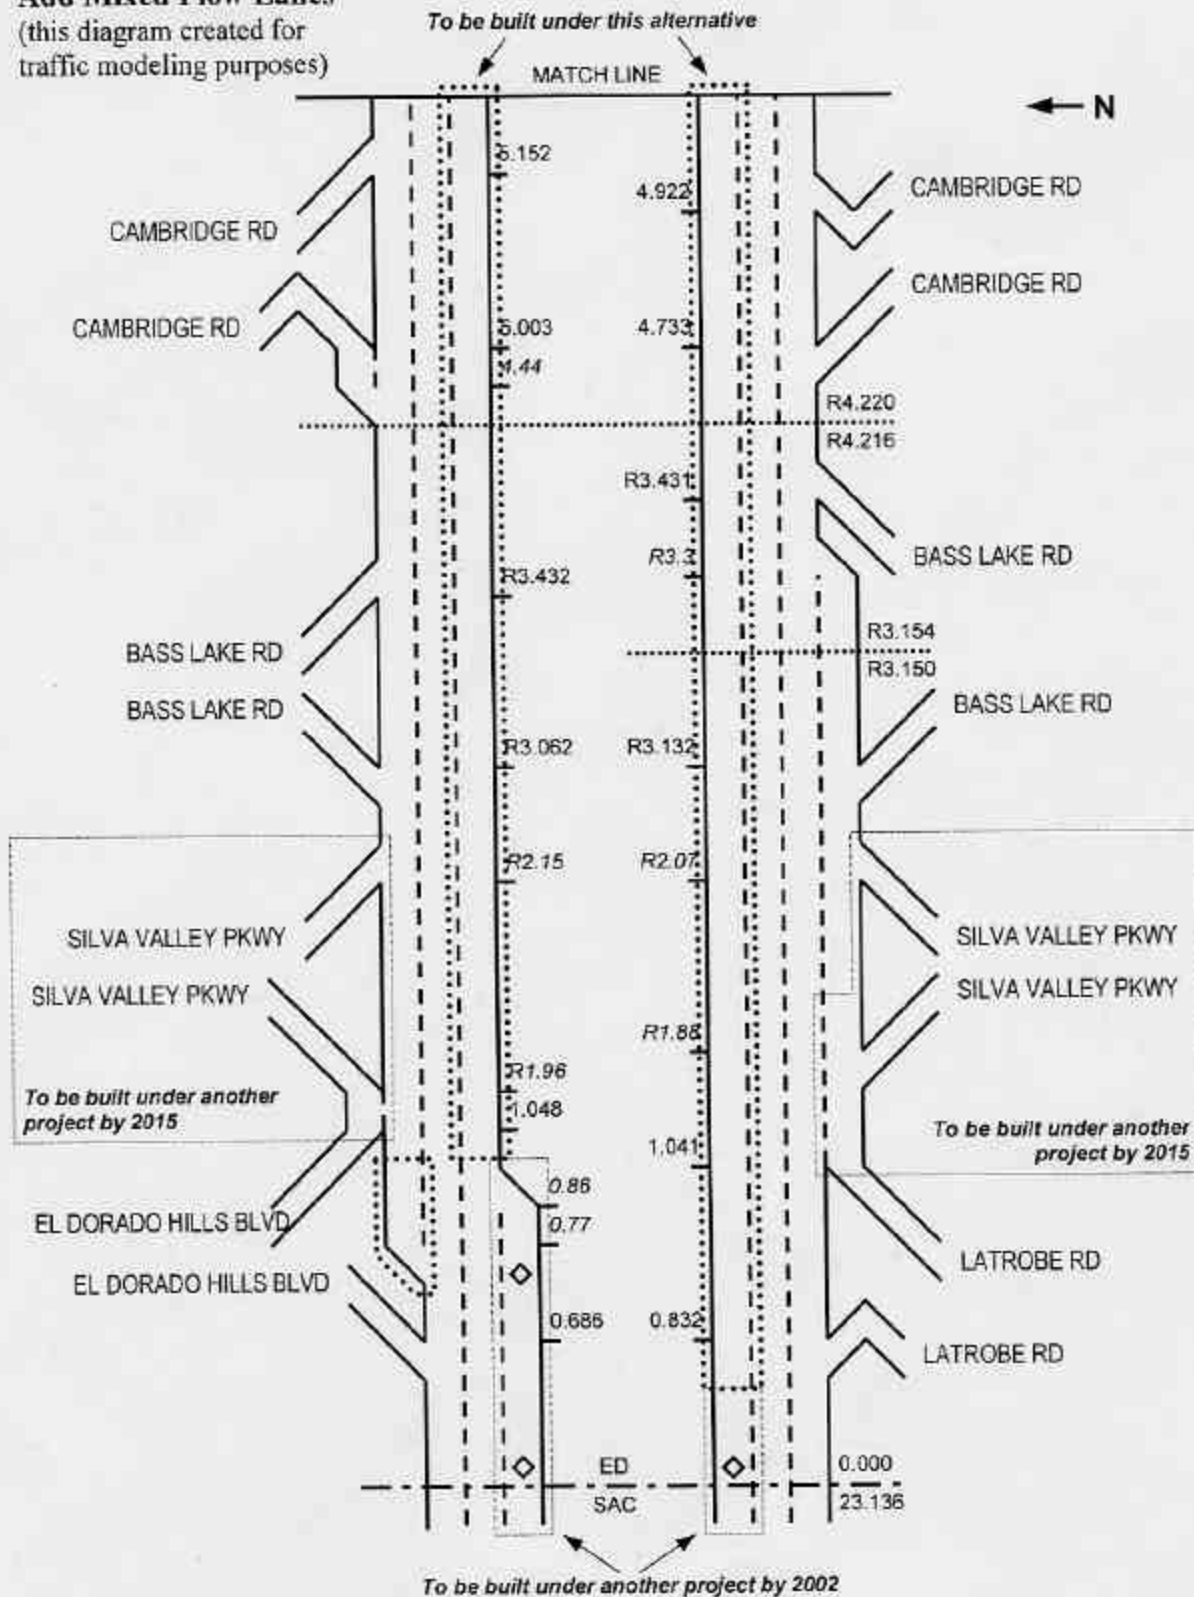 Add Mixed Flow Lanes
(this diagram created for
traffic modeling purposes)
To be built under this alternative
MATCH LINE
N
5.152
4.922
CAMBRIDGE RD
CAMBRIDGE RD
CAMBRIDGE RD
CAMBRIDGE RD
5.003
4.733
4.44
R4.220
R4.216
R3.431
R3.3
BASS LAKE RD
R3.432
R3.154
BASS LAKE RD
R3.150
BASS LAKE RD
BASS LAKE RD
R3.062
R3.132
R2.15
R2.07
SILVA VALLEY PKWY
SILVA VALLEY PKWY
SILVA VALLEY PKWY
SILVA VALLEY PKWY
R1.88
R1.96
To be built under another
project by 2015
1.048
To be built under another
project by 2015
1.041
0.86
EL DORADO HILLS BLVD
0.77
LATROBE RD
EL DORADO HILLS BLVD
0.686
0.832
LATROBE RD
ED
0.000
SAC
23.136
To be built under another project by 2002